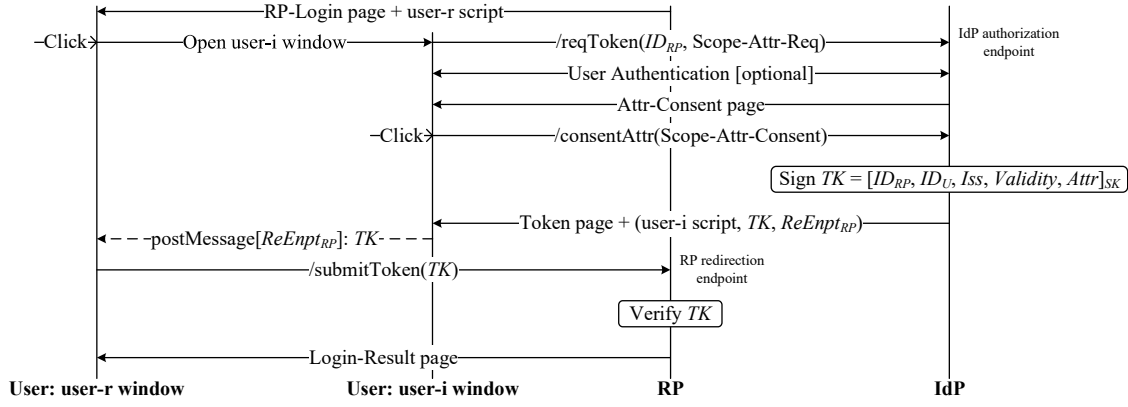 RP-Login page + user-r script
Click
Open user-i window
/reqToken(ID_RP, Scope-Attr-Req)
IdP authorization
endpoint
User Authentication [optional]
Attr-Consent page
Click
/consentAttr(Scope-Attr-Consent)
Sign TK = [ID_RP, ID_U, Iss, Validity, Attr]_SK
Token page + (user-i script, TK, ReEnpt_RP)
postMessage[ReEnpt_RP]: TK
/submitToken(TK)
RP redirection
endpoint
Verify TK
Login-Result page
User: user-r window
User: user-i window
RP
IdP